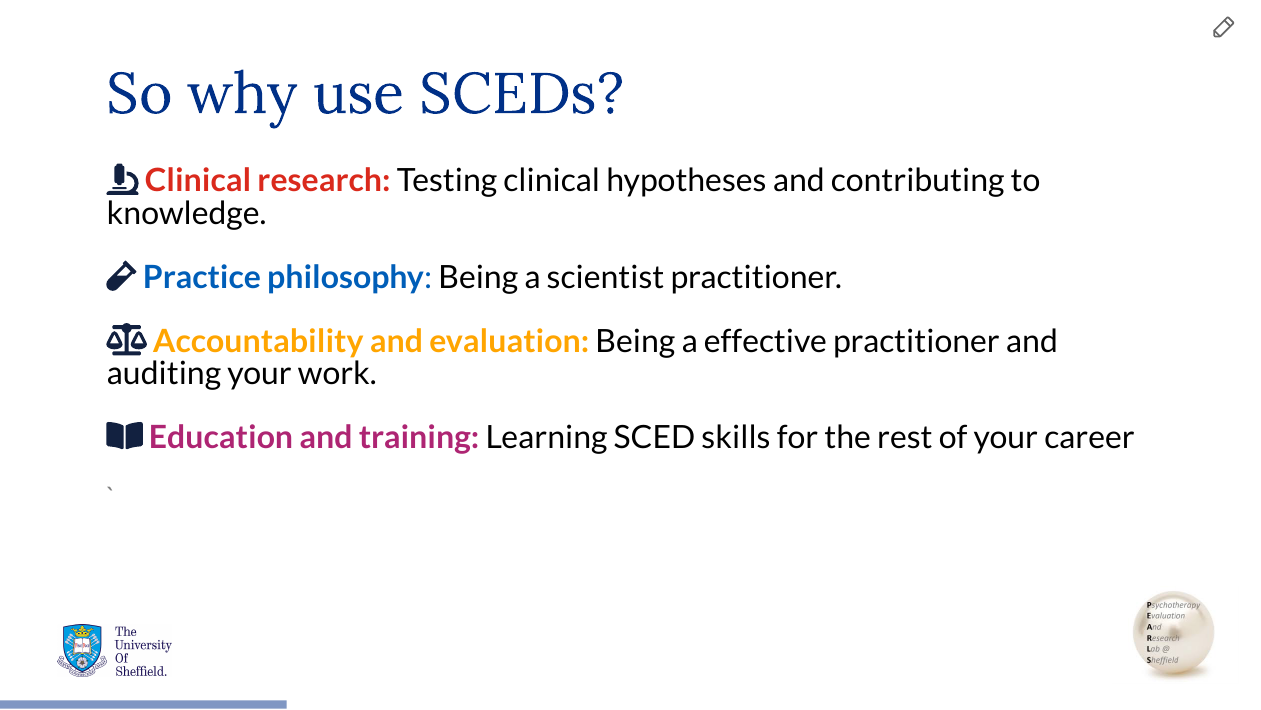 So why use SCEDs?
Clinical research: Testing clinical hypotheses and contributing to
knowledge.
Practice philosophy: Being a scientist practitioner.
Accountability and evaluation: Being a effective practitioner and
auditing your work.
Education and training: Learning SCED skills for the rest of your career
`
The
University
Of
Sheffield.
Psychotherapy
Evaluation
And
Research
Lab @
Sheffield